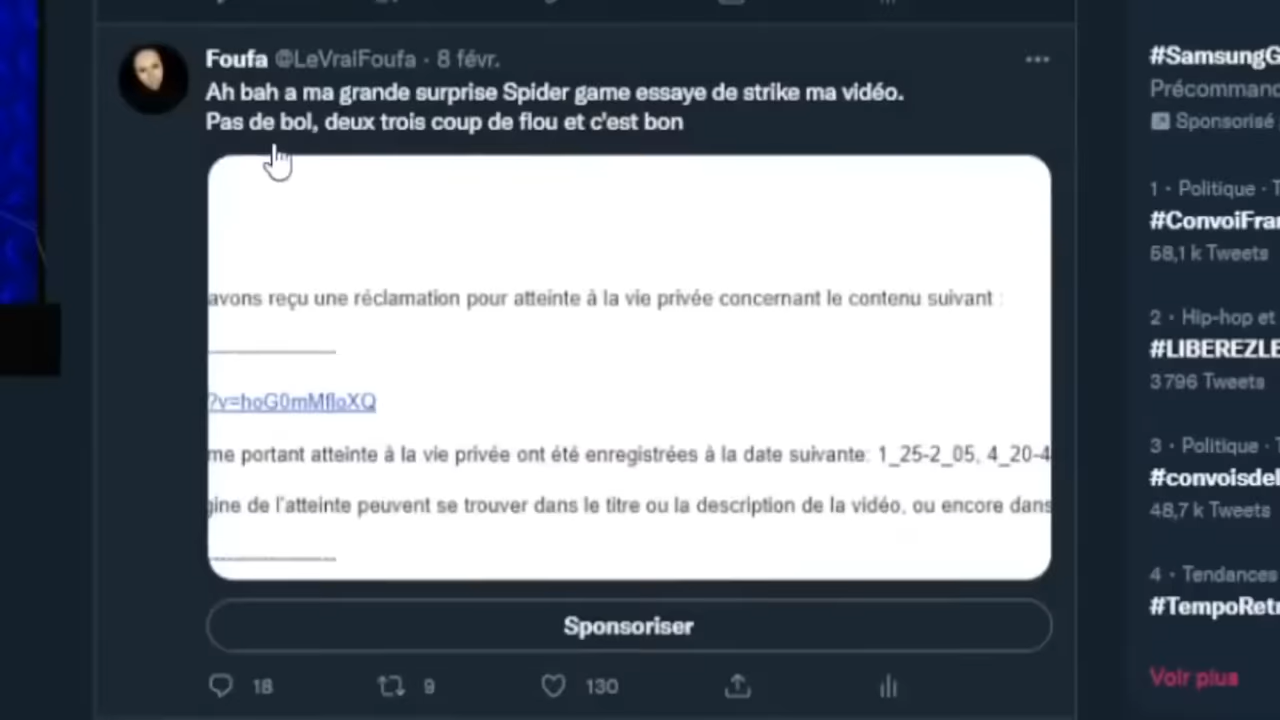 Foufa @LeVraiFoufa · 8 févr.
Ah bah a ma grande surprise Spider game essaye de strike ma vidéo.
Pas de bol, deux trois coup de flou et c'est bon
avons reçu une réclamation pour atteinte à la vie privée concernant le contenu suivant :
?v=hoG0mMfloXQ
me portant atteinte à la vie privée ont été enregistrées à la date suivante: 1_25-2_05, 4_20-4
gine de l'atteinte peuvent se trouver dans le titre ou la description de la vidéo, ou encore dans
Sponsoriser
18 9 130
#SamsungG
Précommand
Sponsorisé
1 · Politique · T
#ConvoiFran
58,1 k Tweets
2 · Hip-hop et
#LIBEREZLE
3 796 Tweets
3 · Politique · T
#convoisdel
48,7 k Tweets
4 · Tendances
#TempoRetr
Voir plus